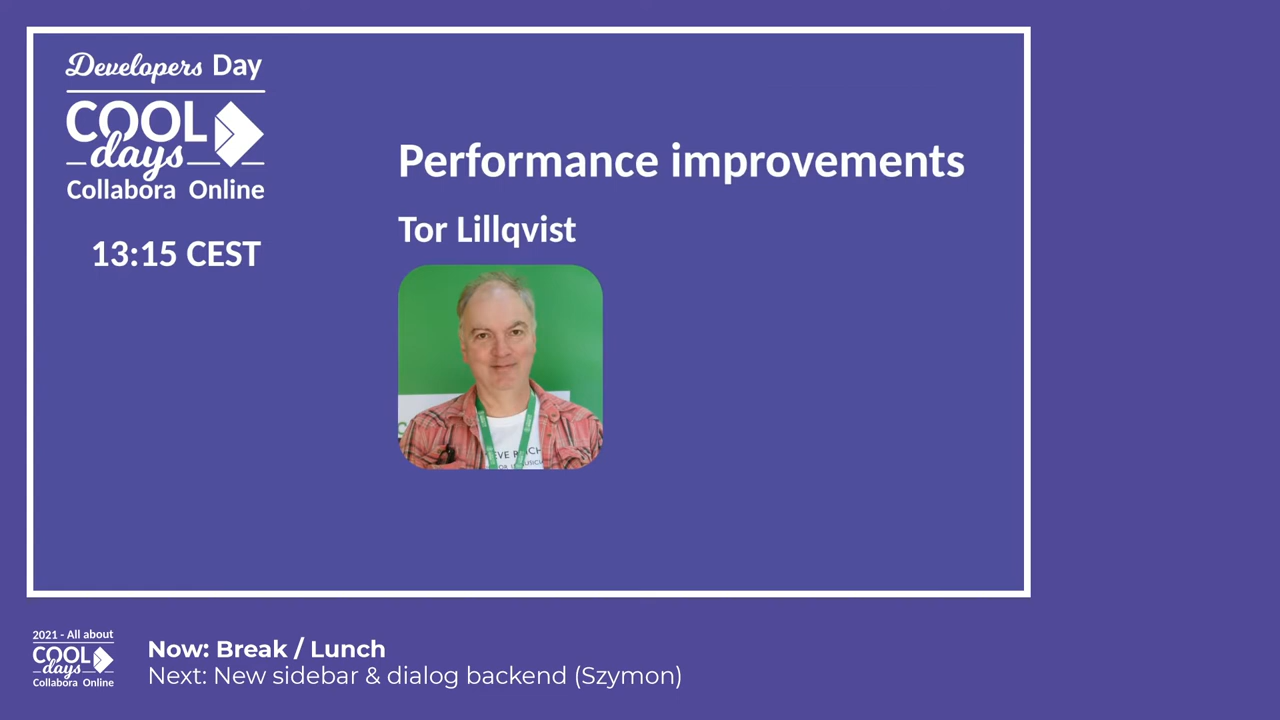 Developers Day
COOL
days
Collabora Online
13:15 CEST
Performance improvements
Tor Lillqvist
2021 - All about
COOL
days
Collabora Online
Now: Break / Lunch
Next: New sidebar & dialog backend (Szymon)